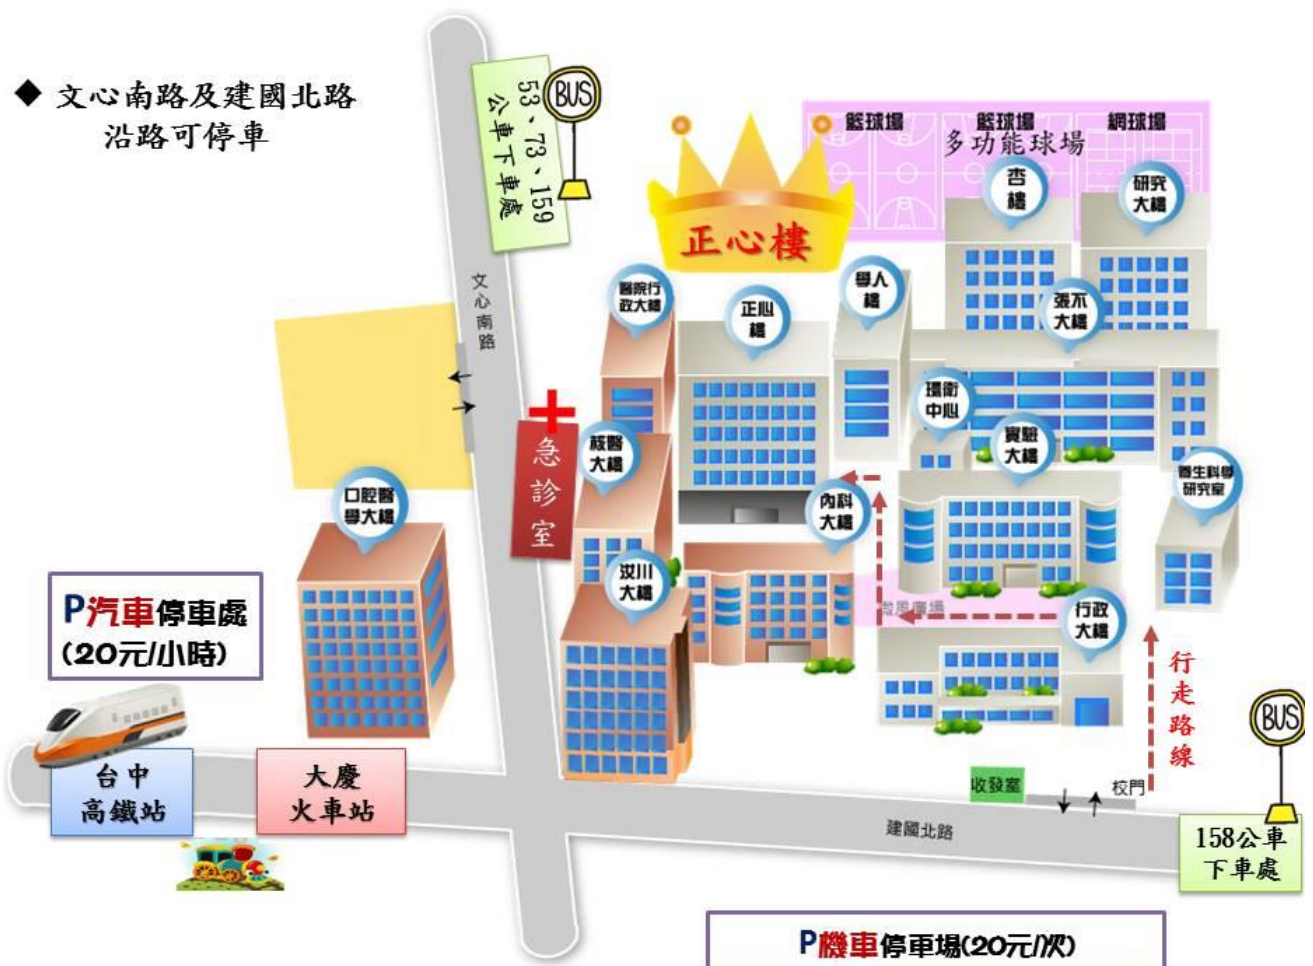 ◆ 文心南路及建國北路
沿路可停車
BUS
53、73、159
公車下車處
籃球場
籃球場
網球場
多功能球場
杏樓
研究大樓
正心樓
醫院行政大樓
正心樓
學人樓
張不大樓
文心南路
環衛中心
實驗大樓
急診室
核醫大樓
內科大樓
養生科學研究室
口腔醫學大樓
汝川大樓
微風廣場
行政大樓
P汽車停車處
(20元/小時)
行走路線
BUS
台中
高鐵站
大慶
火車站
收發室
校門
建國北路
158公車
下車處
P機車停車場(20元/次)